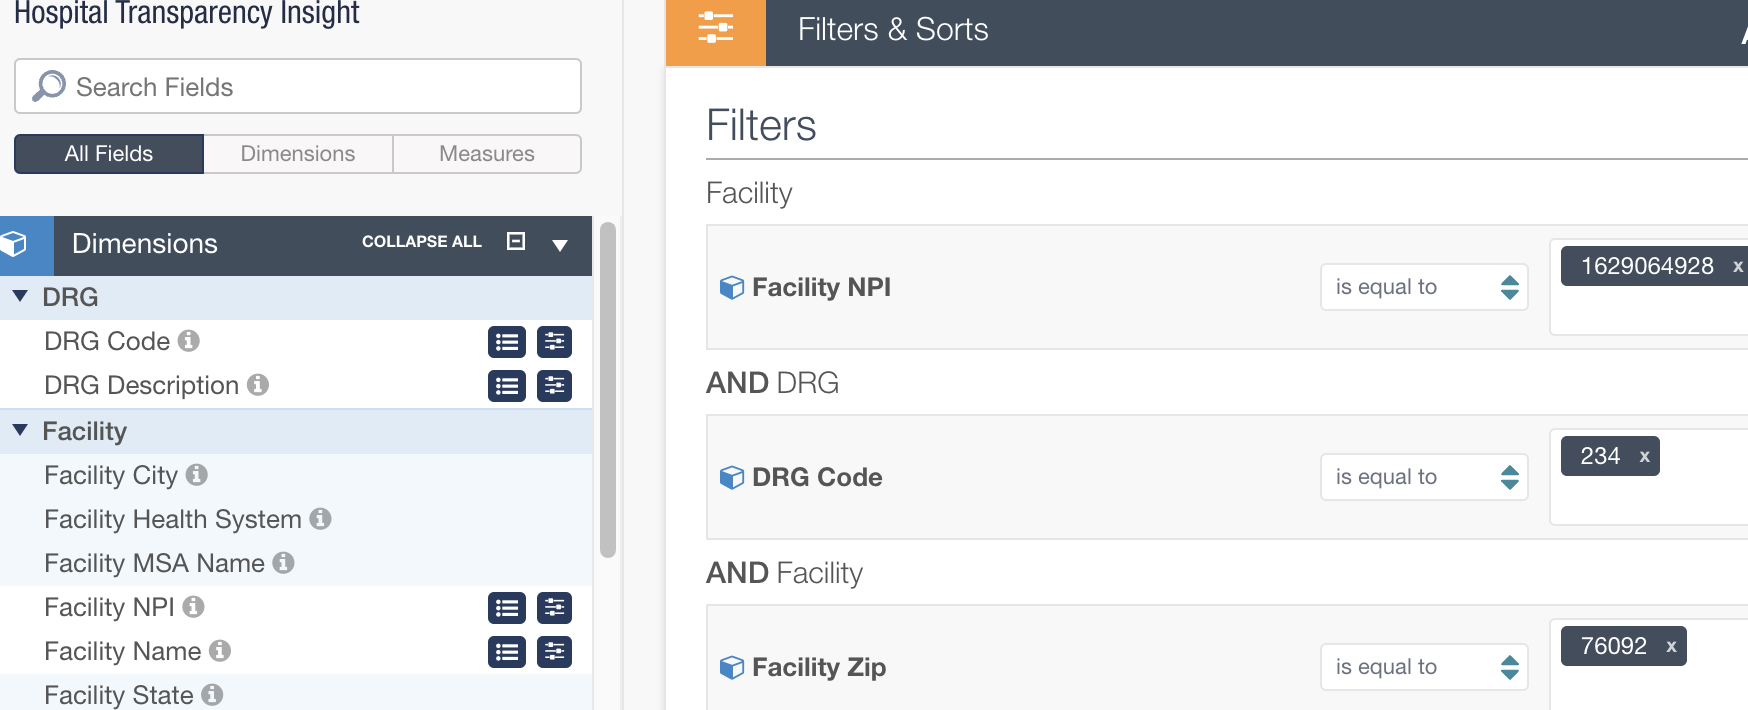 Hospital Transparency Insight
Search Fields
All Fields
Dimensions
Measures
Dimensions
COLLAPSE ALL
DRG
DRG Code
DRG Description
Facility
Facility City
Facility Health System
Facility MSA Name
Facility NPI
Facility Name
Facility State
Filters & Sorts
Filters
Facility
Facility NPI
is equal to
1629064928 x
AND DRG
DRG Code
is equal to
234 x
AND Facility
Facility Zip
is equal to
76092 x